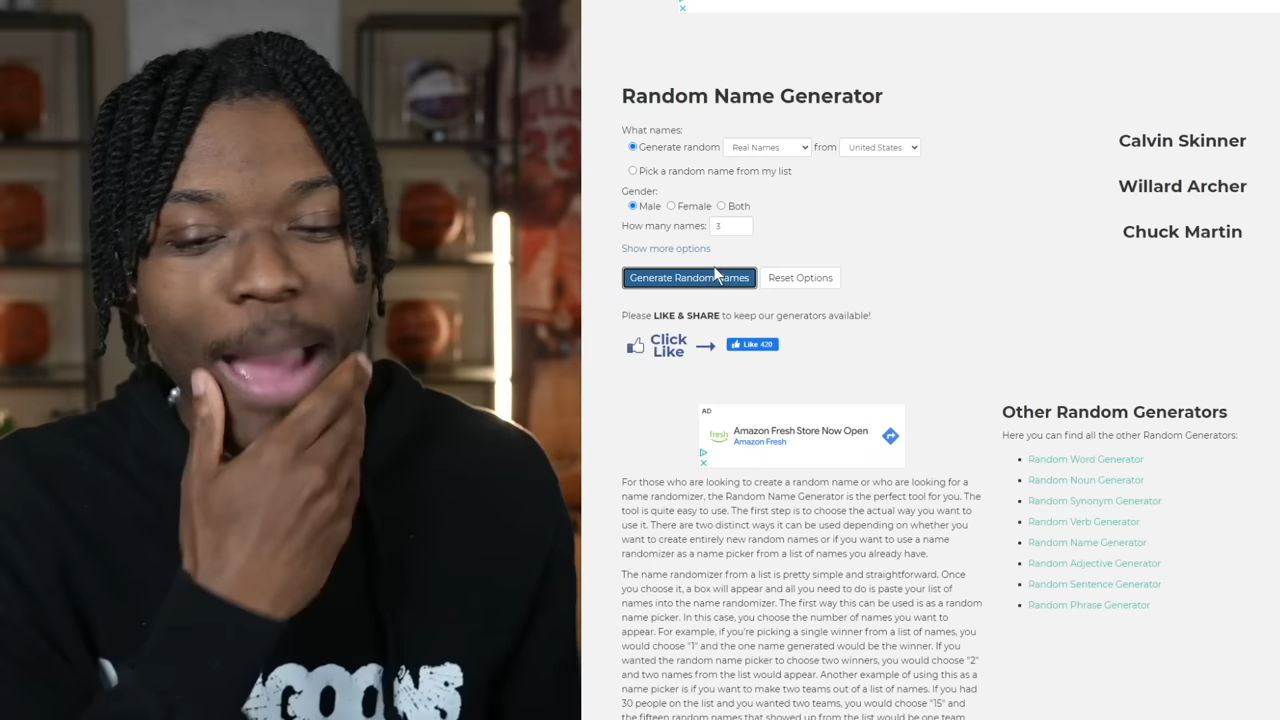 Random Name Generator
What names:
Generate random Real Names from United States
Pick a random name from my list
Gender:
Male Female Both
How many names: 3
Show more options
Generate Random Names Reset Options
Please LIKE & SHARE to keep our generators available!
Click
Like
Like 420
Calvin Skinner
Willard Archer
Chuck Martin
AD
fresh
Amazon Fresh Store Now Open
Amazon Fresh
For those who are looking to create a random name or who are looking for a
name randomizer, the Random Name Generator is the perfect tool for you. The
tool is quite easy to use. The first step is to choose the actual way you want to
use it. There are two distinct ways it can be used depending on whether you
want to create entirely new random names or if you want to use a name
randomizer as a name picker from a list of names you already have.
The name randomizer from a list is pretty simple and straightforward. Once
you choose it, a box will appear and all you need to do is paste your list of
names into the name randomizer. The first way this can be used is as a random
name picker. In this case, you choose the number of names you want to
appear. For example, if you're picking a single winner from a list of names, you
would choose "1" and the one name generated would be the winner. If you
wanted the random name picker to choose two winners, you would choose "2"
and two names from the list would appear. Another example of using this as a
name picker is if you want to make two teams out of a list of names. If you had
30 people on the list and you wanted two teams, you would choose "15" and
the fifteen random names that showed up from the list would be one team.
Other Random Generators
Here you can find all the other Random Generators:
Random Word Generator
Random Noun Generator
Random Synonym Generator
Random Verb Generator
Random Name Generator
Random Adjective Generator
Random Sentence Generator
Random Phrase Generator
23